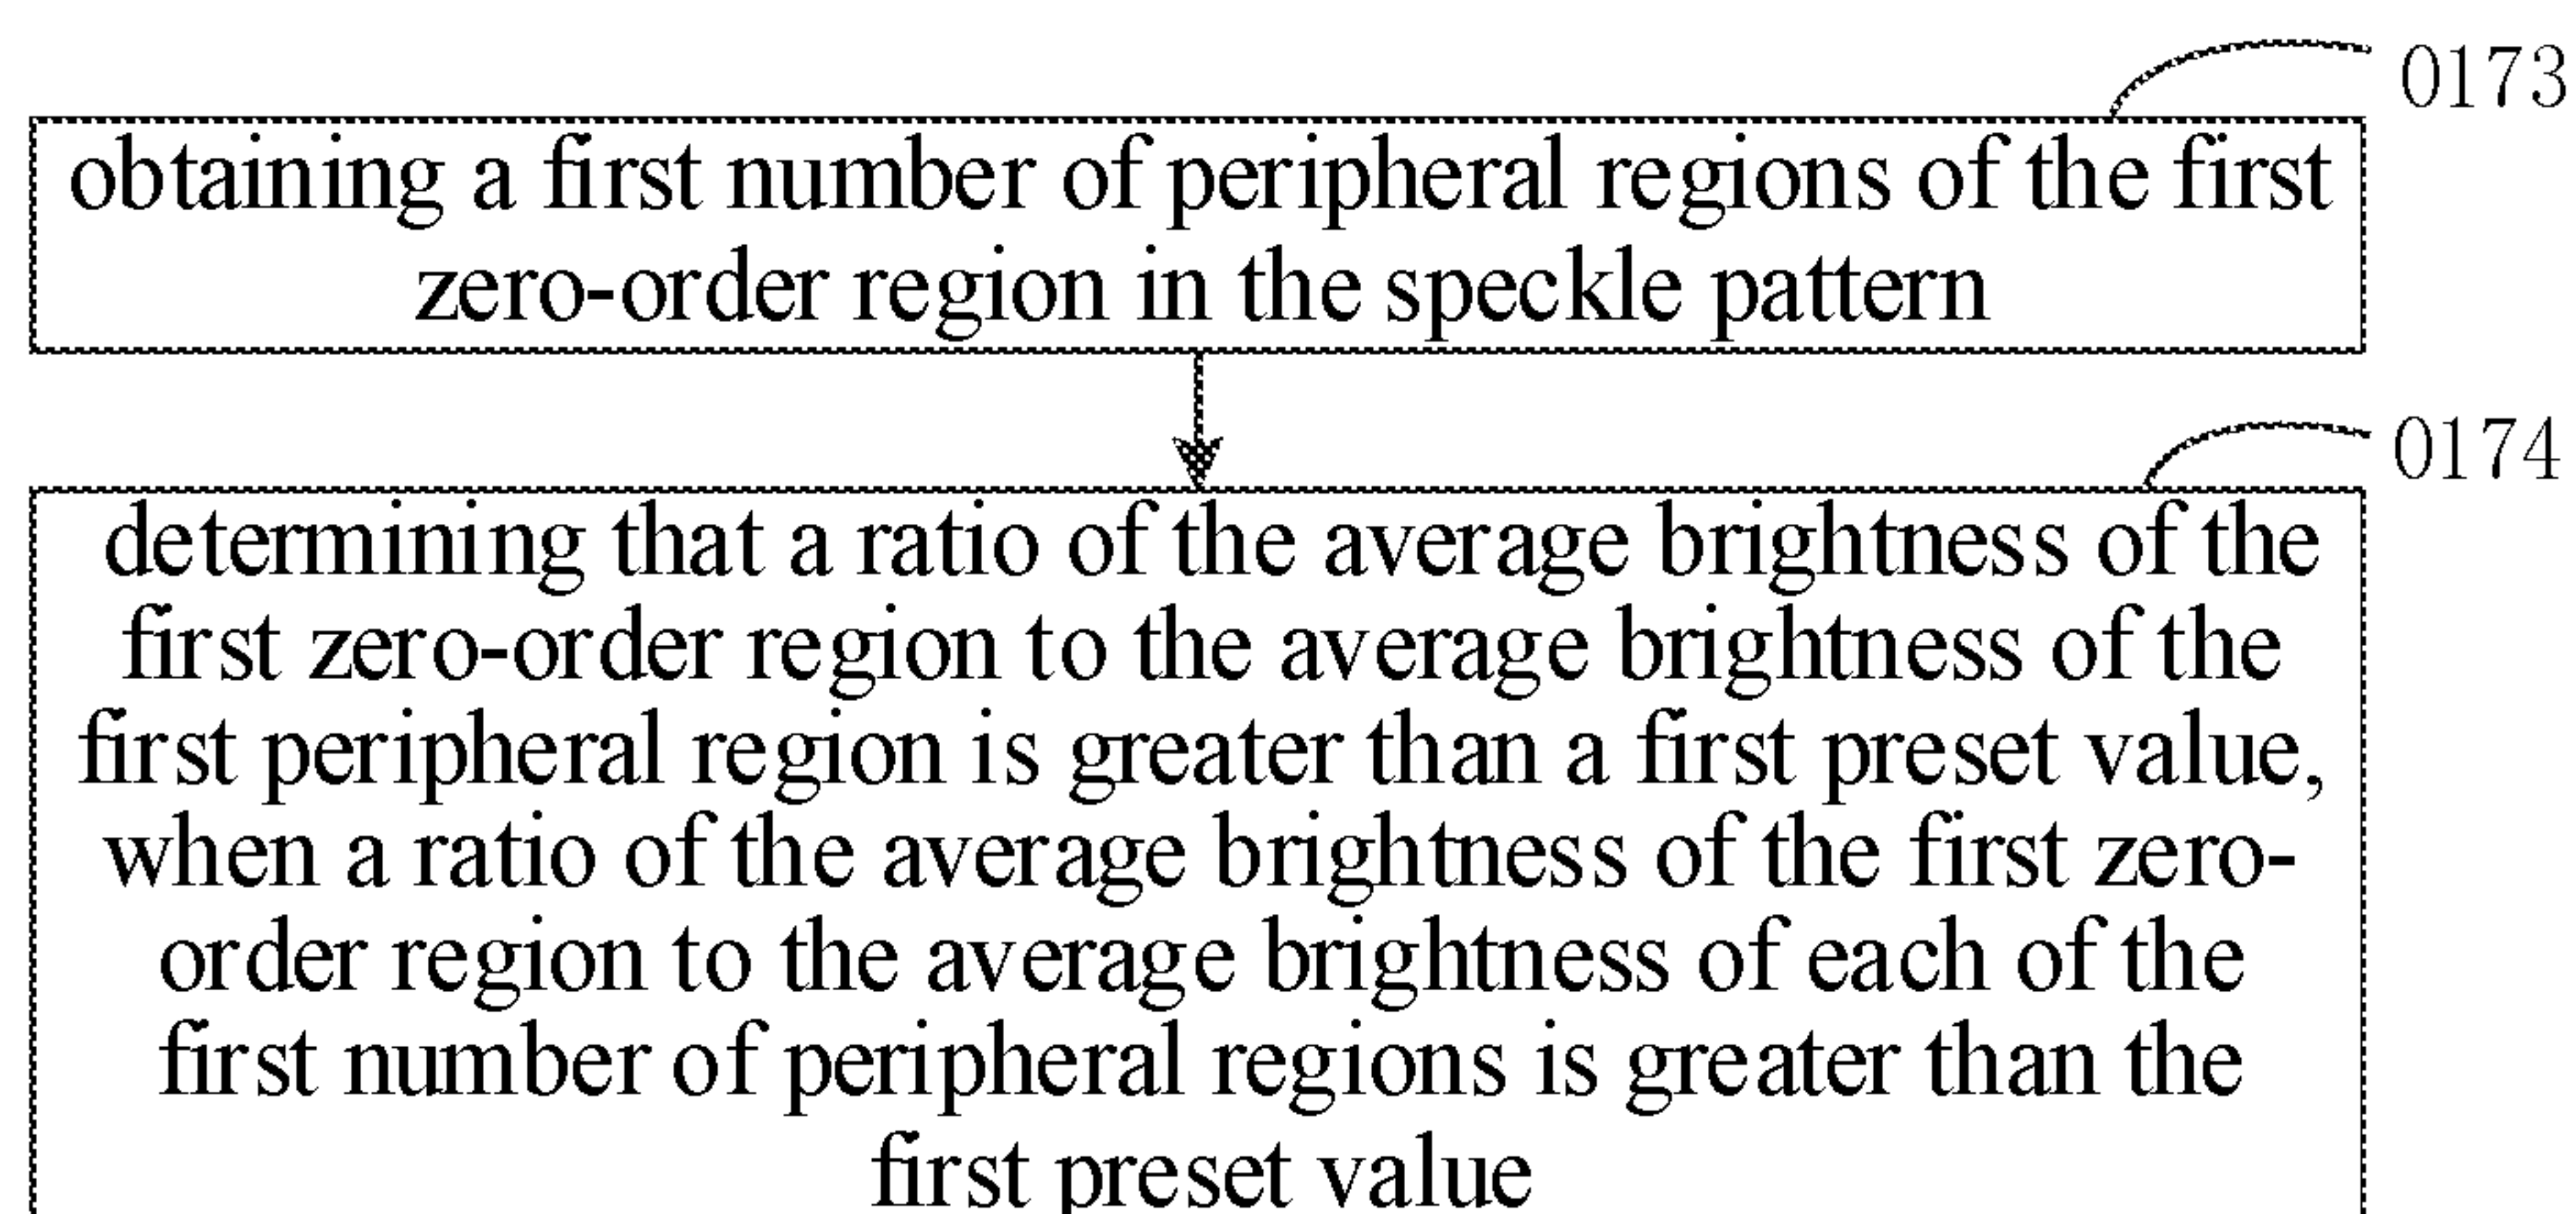 0173
obtaining a first number of peripheral regions of the first
zero-order region in the speckle pattern
0174
determining that a ratio of the average brightness of the
first zero-order region to the average brightness of the
first peripheral region is greater than a first preset value,
when a ratio of the average brightness of the first zero-
order region to the average brightness of each of the
first number of peripheral regions is greater than the
first preset value